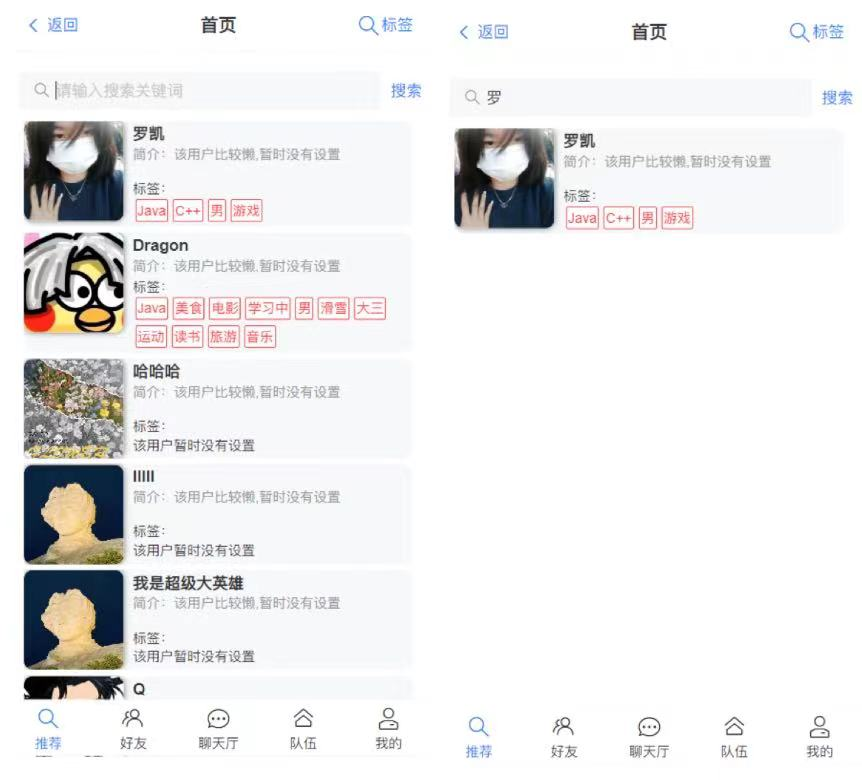 返回 首页 标签
请输入搜索关键词 搜索
罗凯
简介：该用户比较懒,暂时没有设置
标签：
Java C++ 男 游戏
Dragon
简介：该用户比较懒,暂时没有设置
标签：
Java 美食 电影 学习中 男 滑雪 大三
运动 读书 旅游 音乐
哈哈哈
简介：该用户比较懒,暂时没有设置
标签：
该用户暂时没有设置
lllll
简介：该用户比较懒,暂时没有设置
标签：
该用户暂时没有设置
我是超级大英雄
简介：该用户比较懒,暂时没有设置
标签：
该用户暂时没有设置
Q
推荐 好友 聊天厅 队伍 我的
返回 首页 标签
罗 搜索
罗凯
简介：该用户比较懒,暂时没有设置
标签：
Java C++ 男 游戏
推荐 好友 聊天厅 队伍 我的